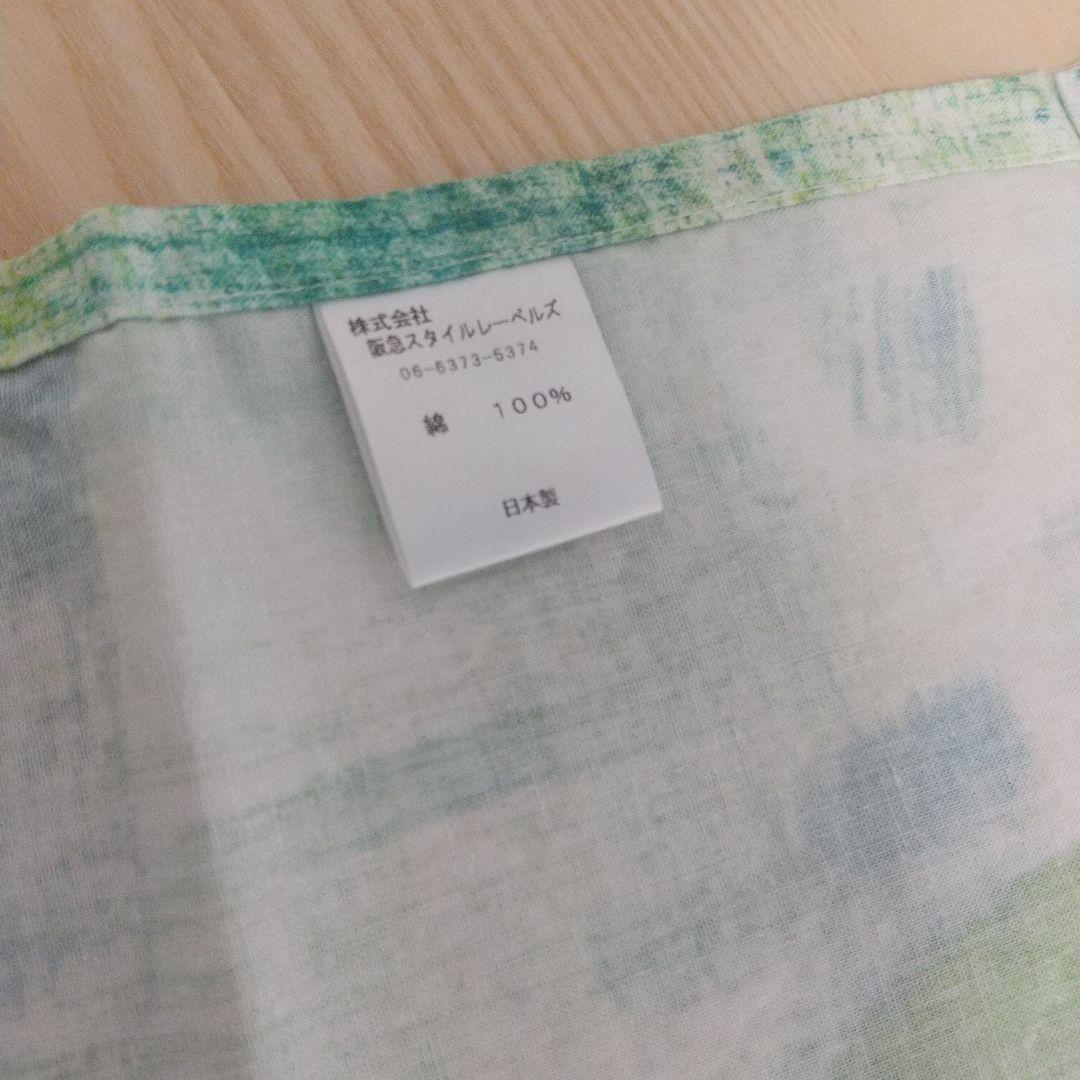 株式会社
阪急スタイルレーベルズ
06-6373-5374
綿 100%
日本製